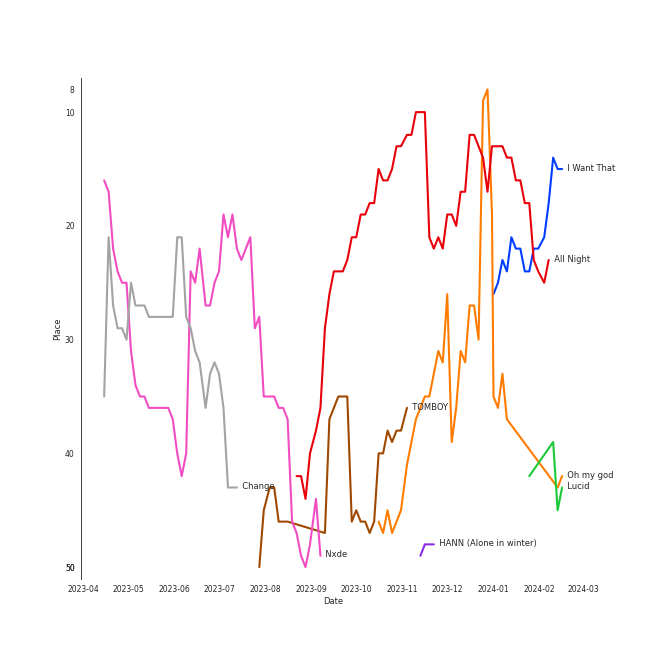 8
10
20
30
40
50
Place
I Want That
All Night
TOMBOY
Oh my god
Lucid
Change
HANN (Alone in winter)
Nxde
2023-04 2023-05 2023-06 2023-07 2023-08 2023-09 2023-10 2023-11 2023-12 2024-01 2024-02 2024-03
Date